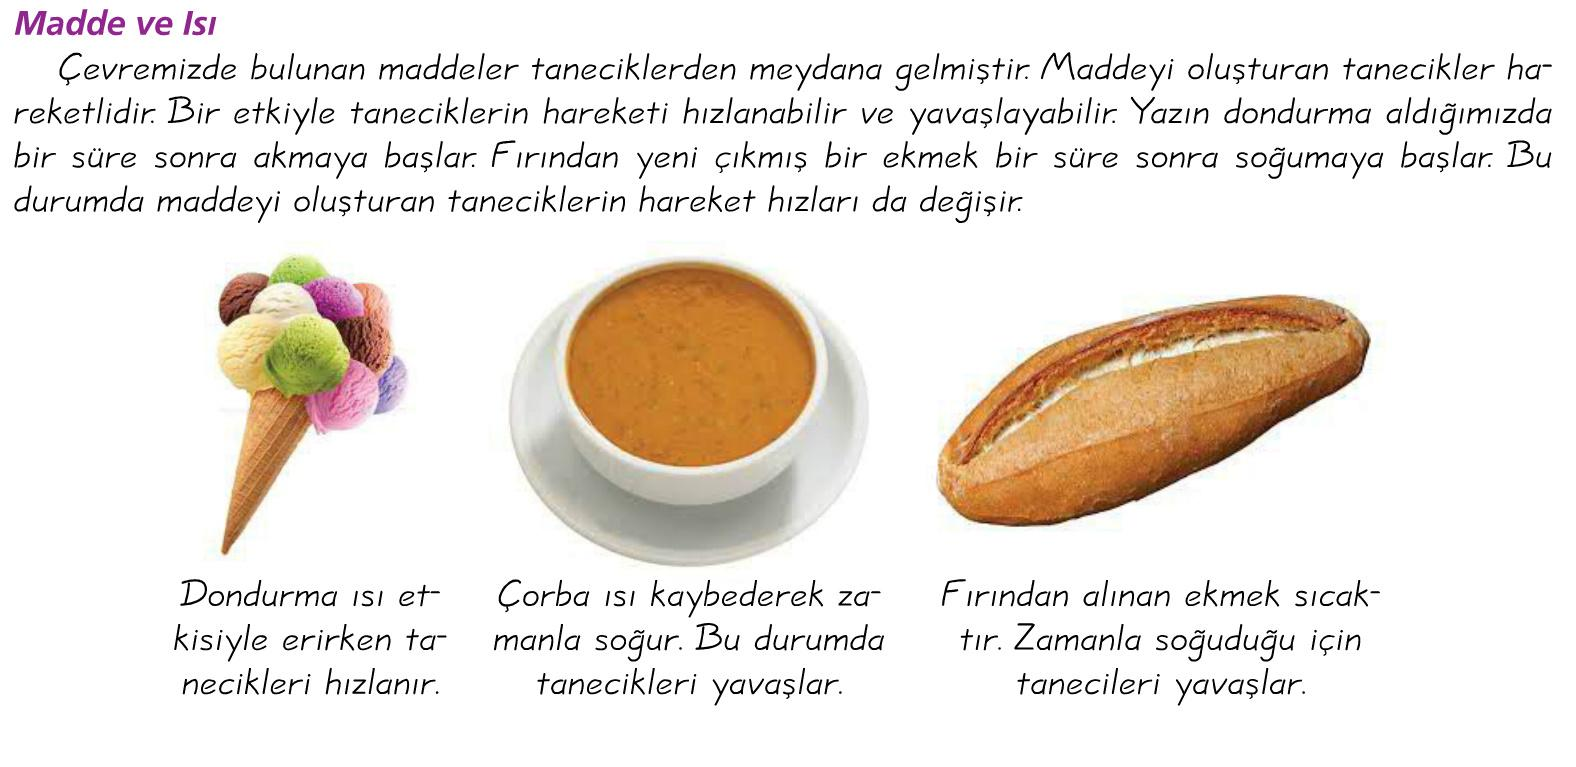 Madde ve Isı
Çevremizde bulunan maddeler taneciklerden meydana gelmiştir. Maddeyi oluşturan tanecikler ha-
reketlidir. Bir etkiyle taneciklerin hareketi hızlanabilir ve yavaşlayabilir. Yazın dondurma aldığımızda
bir süre sonra akmaya başlar. Fırından yeni çıkmış bir ekmek bir süre sonra soğumaya başlar. Bu
durumda maddeyi oluşturan taneciklerin hareket hızları da değişir.
Dondurma ısı et-
kisiyle erirken ta-
necikleri hızlanır.
Çorba ısı kaybederek za-
manla soğur. Bu durumda
tanecikleri yavaşlar.
Fırından alınan ekmek sıcak-
tır. Zamanla soğuduğu için
tanecileri yavaşlar.